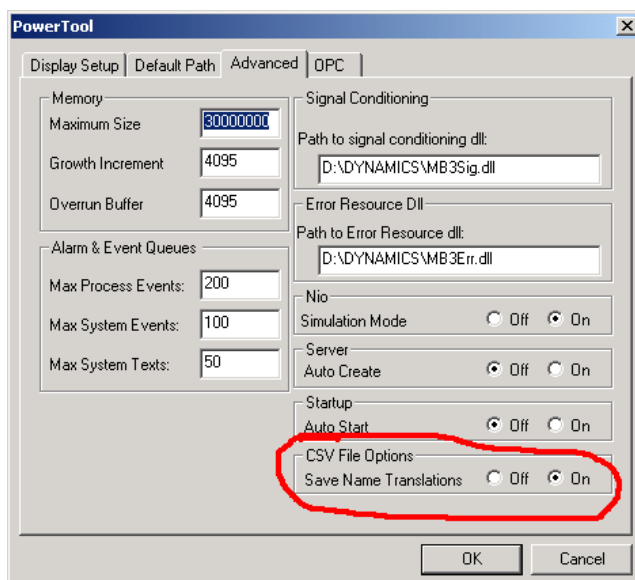 PowerTool
Display Setup Default Path Advanced OPC
Memory
Maximum Size 30000000
Growth Increment 4095
Overrun Buffer 4095
Alarm & Event Queues
Max Process Events: 200
Max System Events: 100
Max System Texts: 50
Signal Conditioning
Path to signal conditioning dll:
D:\DYNAMICS\MB3Sig.dll
Error Resource Dll
Path to Error Resource dll:
D:\DYNAMICS\MB3Err.dll
Nio
Simulation Mode Off On
Server
Auto Create Off On
Startup
Auto Start Off On
CSV File Options
Save Name Translations Off On
OK Cancel